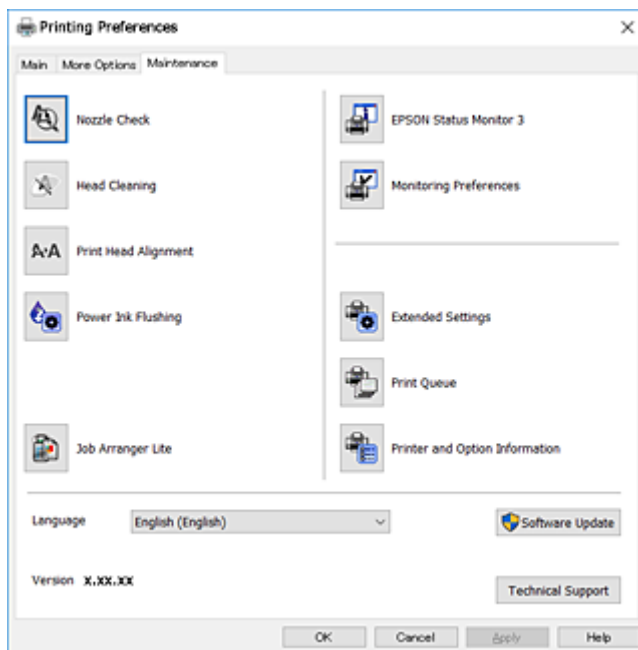 Printing Preferences
Main More Options Maintenance
Nozzle Check
Head Cleaning
A·A Print Head Alignment
Power Ink Flushing
Job Arranger Lite
EPSON Status Monitor 3
Monitoring Preferences
Extended Settings
Print Queue
Printer and Option Information
Language English (English)
Software Update
Version X.XX.XX
Technical Support
OK Cancel Apply Help